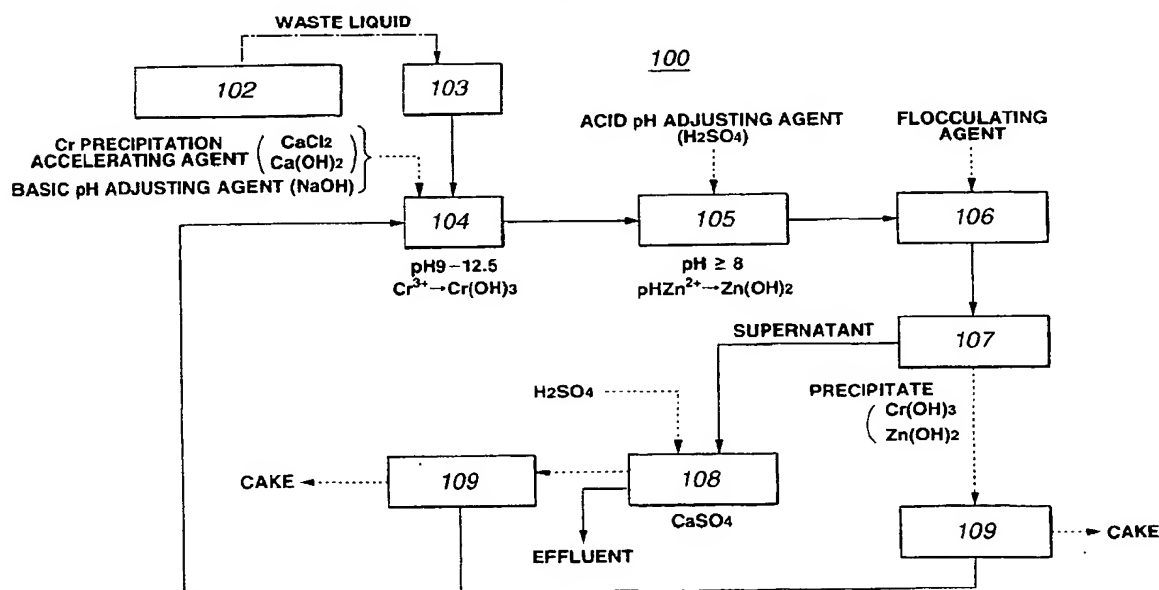 WASTE LIQUID
100
102
103
Cr PRECIPITATION
ACCELERATING AGENT (CaCl2
Ca(OH)2)
BASIC pH ADJUSTING AGENT (NaOH)
ACID pH ADJUSTING AGENT
(H2SO4)
FLOCCULATING
AGENT
104
105
106
pH9–12.5
Cr3+→Cr(OH)3
pH ≥ 8
pHZn2+→Zn(OH)2
SUPERNATANT
107
PRECIPITATE
( Cr(OH)3
Zn(OH)2
H2SO4
CAKE
109
108
CaSO4
EFFLUENT
109
CAKE